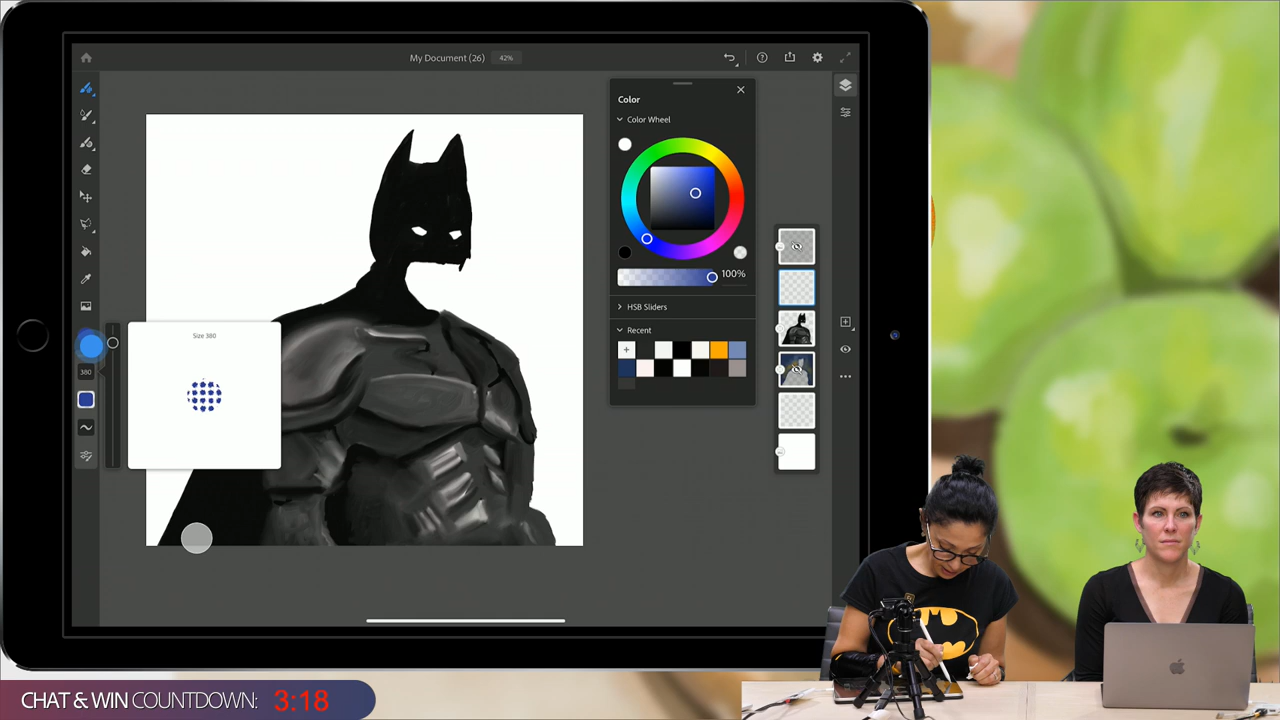 My Document (26)
42%
Color
Color Wheel
100%
HSB Sliders
Recent
Size 380
380
CHAT & WIN COUNTDOWN: 3:18